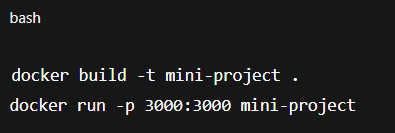 bash
docker build -t mini-project .
docker run -p 3000:3000 mini-project